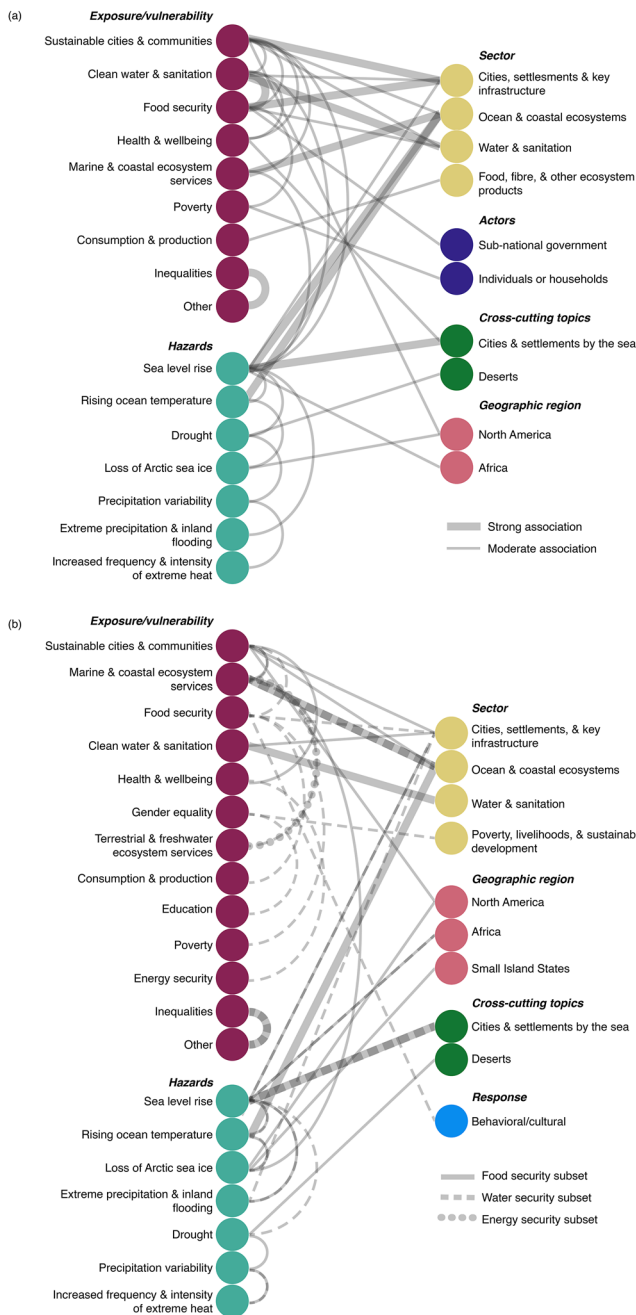 (a)
Exposure/vulnerability
Sustainable cities & communities
Clean water & sanitation
Food security
Health & wellbeing
Marine & coastal ecosystem
services
Poverty
Consumption & production
Inequalities
Other
Hazards
Sea level rise
Rising ocean temperature
Drought
Loss of Arctic sea ice
Precipitation variability
Extreme precipitation & inland
flooding
Increased frequency & intensity
of extreme heat
Sector
Cities, settlesments & key
infrastructure
Ocean & coastal ecosystems
Water & sanitation
Food, fibre, & other ecosystem
products
Actors
Sub-national government
Individuals or households
Cross-cutting topics
Cities & settlements by the sea
Deserts
Geographic region
North America
Africa
Strong association
Moderate association
(b)
Exposure/vulnerability
Sustainable cities & communities
Marine & coastal ecosystem
services
Food security
Clean water & sanitation
Health & wellbeing
Gender equality
Terrestrial & freshwater
ecosystem services
Consumption & production
Education
Poverty
Energy security
Inequalities
Other
Hazards
Sea level rise
Rising ocean temperature
Loss of Arctic sea ice
Extreme precipitation & inland
flooding
Drought
Precipitation variability
Increased frequency & intensity
of extreme heat
Sector
Cities, settlements, & key
infrastructure
Ocean & coastal ecosystems
Water & sanitation
Poverty, livelihoods, & sustainab
development
Geographic region
North America
Africa
Small Island States
Cross-cutting topics
Cities & settlements by the sea
Deserts
Response
Behavioral/cultural
Food security subset
Water security subset
Energy security subset